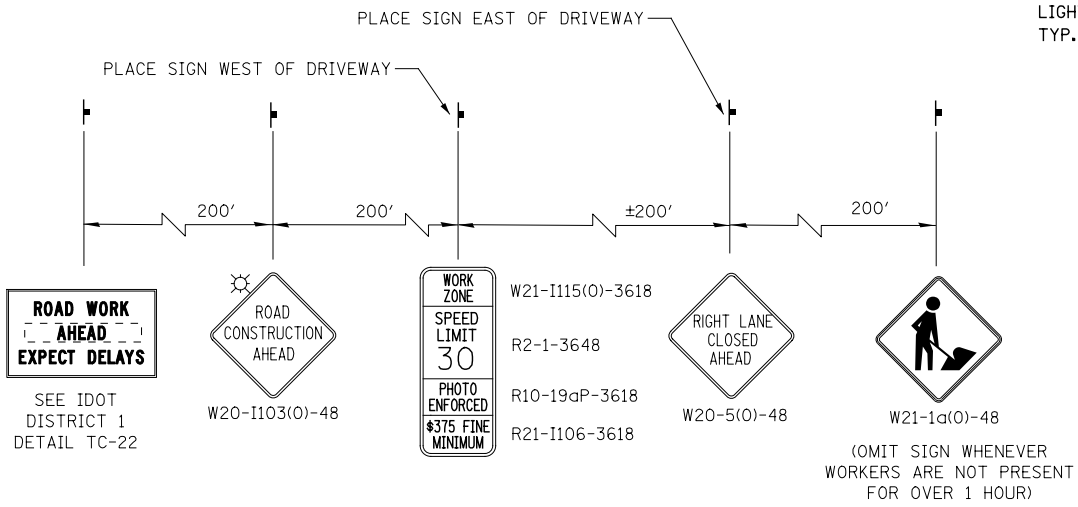 PLACE SIGN EAST OF DRIVEWAY
LIGH
TYP.
PLACE SIGN WEST OF DRIVEWAY
200'
200'
±200'
200'
ROAD WORK
AHEAD
EXPECT DELAYS
SEE IDOT
DISTRICT 1
DETAIL TC-22
ROAD
CONSTRUCTION
AHEAD
W20-I103(O)-48
WORK
ZONE
W21-I115(O)-3618
SPEED
LIMIT
30
R2-1-3648
PHOTO
ENFORCED
R10-19aP-3618
$375 FINE
MINIMUM
R21-I106-3618
RIGHT LANE
CLOSED
AHEAD
W20-5(O)-48
W21-1a(O)-48
(OMIT SIGN WHENEVER
WORKERS ARE NOT PRESENT
FOR OVER 1 HOUR)